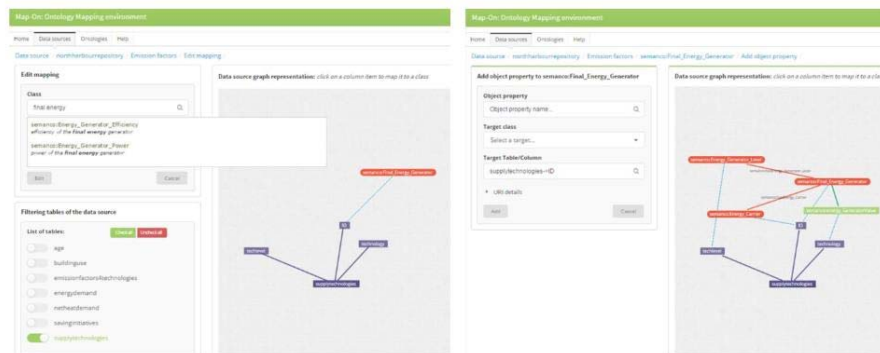 Map-On: Ontology Mapping environment
Home Data sources Ontologies Help
Data source / northharbourrepository / Emission factors / Edit mapping
Edit mapping
Class
final energy
semanco:Energy_Generator_Efficiency
efficiency of the final energy generator
semanco:Energy_Generator_Power
power of the final energy generator
Edit Cancel
Filtering tables of the data source
List of tables:
age
buildinguse
emissionfactors4technologies
energydemand
netheatdemand
savinginitiatives
supplytechnologies
Data source graph representation: click on a column item to map it to a class
semanco:Final_Energy_Generator
ID
technology
techlevel
supplytechnologies
Map-On: Ontology Mapping environment
Home Data sources Ontologies Help
Data source / northharbourrepository / Emission factors / semanco:Final_Energy_Generator / Add object property
Add object property to semanco:Final_Energy_Generator
Object property
Object property name...
Target class
Select a target...
Target Table/Column
supplytechnologies->ID
URI details
Add Cancel
Data source graph representation: click on a column item to map it to a cla
semanco:Energy_Generator_Level
semanco:Final_Energy_Generator
semanco:Energy_Carrier
ID
technology
techlevel
supplytechnologies